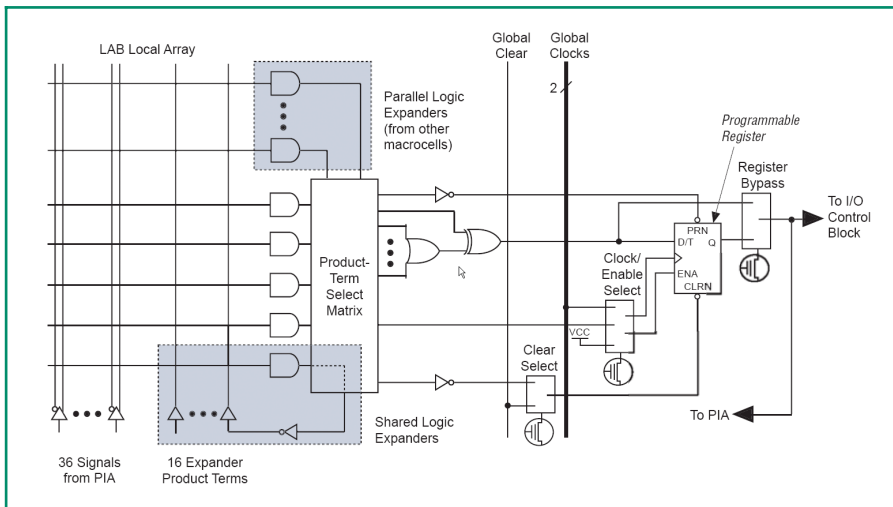 LAB Local Array
Global
Clear
Global
Clocks
2
Parallel Logic
Expanders
(from other
macrocells)
Programmable
Register
Register
Bypass
To I/O
Control
Block
PRN
D/T Q
ENA
CLRN
Product-
Term
Select
Matrix
Clock/
Enable
Select
VCC
Clear
Select
To PIA
Shared Logic
Expanders
36 Signals
from PIA
16 Expander
Product Terms